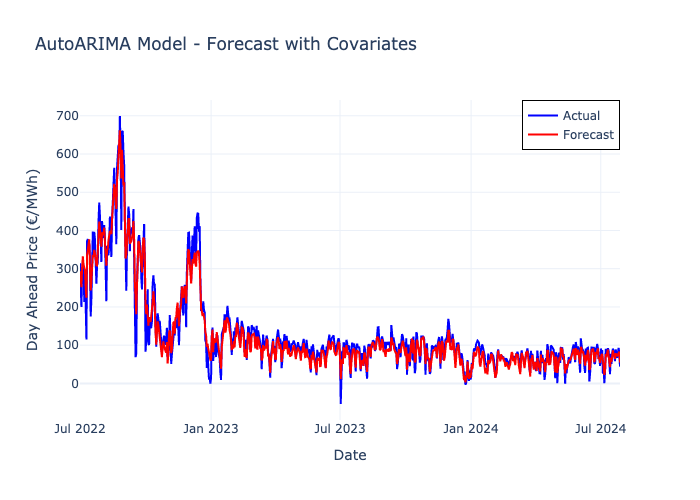 AutoARIMA Model - Forecast with Covariates
Actual
Forecast
Day Ahead Price (€/MWh)
700
600
500
400
300
200
100
0
Jul 2022
Jan 2023
Jul 2023
Jan 2024
Jul 2024
Date